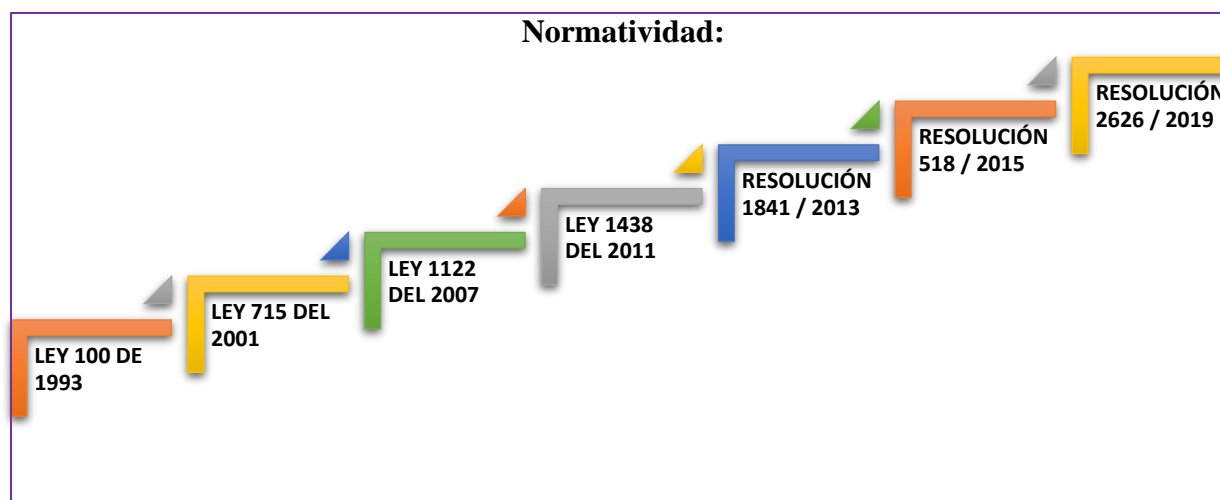 Normatividad:
LEY 100 DE
1993
LEY 715 DEL
2001
LEY 1122
DEL 2007
LEY 1438
DEL 2011
RESOLUCIÓN
1841 / 2013
RESOLUCIÓN
518 / 2015
RESOLUCIÓN
2626 / 2019